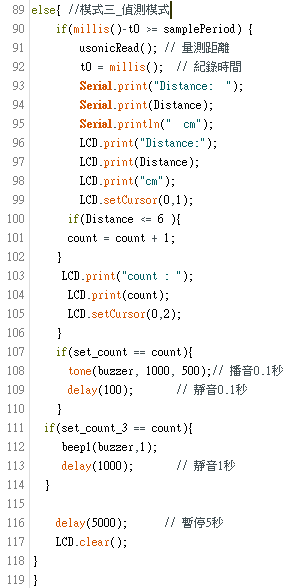 89 else{ //模式三_偵測模式
90 if(millis()-t0 >= samplePeriod) {
91 usonicRead(); // 量測距離
92 t0 = millis(); // 紀錄時間
93 Serial.print("Distance: ");
94 Serial.print(Distance);
95 Serial.println(" cm");
96 LCD.print("Distance:");
97 LCD.print(Distance);
98 LCD.print("cm");
99 LCD.setCursor(0,1);
100 if(Distance <= 6 ){
101 count = count + 1;
102 }
103 LCD.print("count : ");
104 LCD.print(count);
105 LCD.setCursor(0,2);
106 }
107 if(set_count == count){
108 tone(buzzer, 1000, 500);// 播音0.1秒
109 delay(100); // 靜音0.1秒
110 }
111 if(set_count_3 == count){
112 beep1(buzzer,1);
113 delay(1000); // 靜音1秒
114 }
115
116 delay(5000); // 暫停5秒
117 LCD.clear();
118 }
119 }